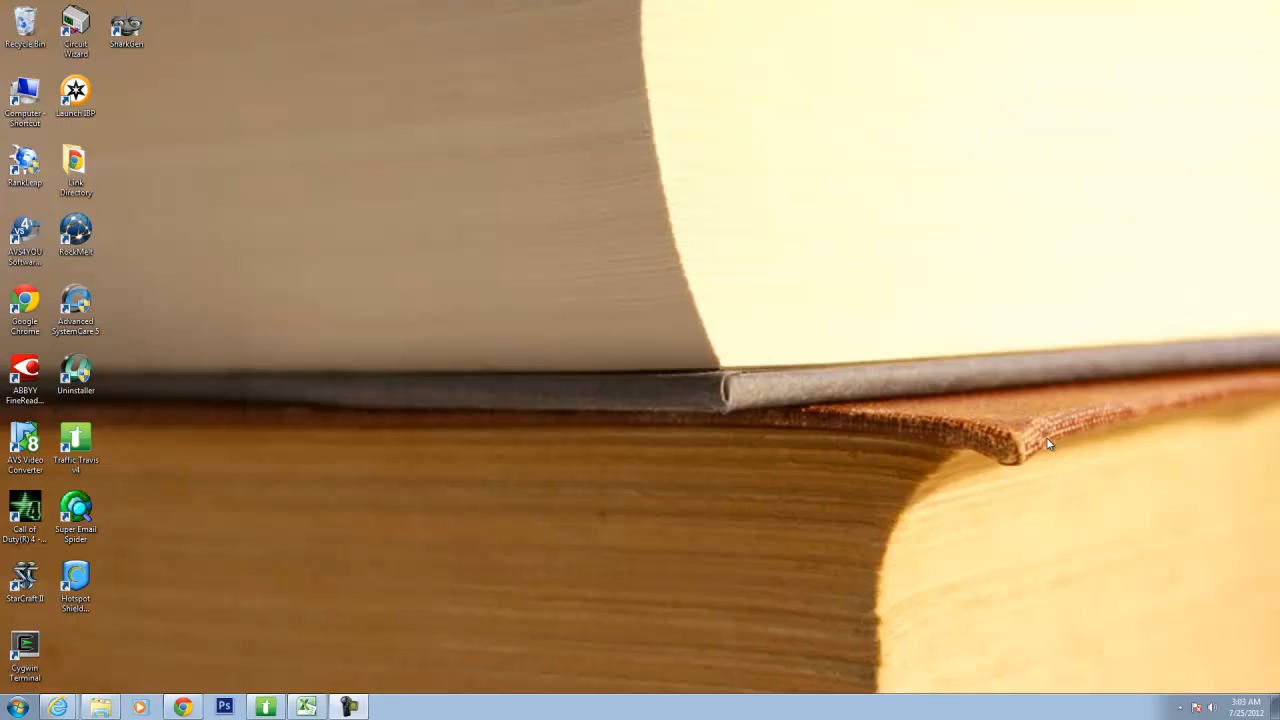 Recycle Bin
Circuit
Wizard
SharkGen
Computer -
Shortcut
Launch IBP
RankLeap
Link
Directory
AVS4YOU
Softwar...
RockMelt
Google
Chrome
Advanced
SystemCare 5
ABBYY
FineRead...
Uninstaller
AVS Video
Converter
Traffic Travis
v4
Call of
Duty(R) 4 -...
Super Email
Spider
StarCraft II
Hotspot
Shield...
Cygwin
Terminal
Ps
3:03 AM
7/25/2012